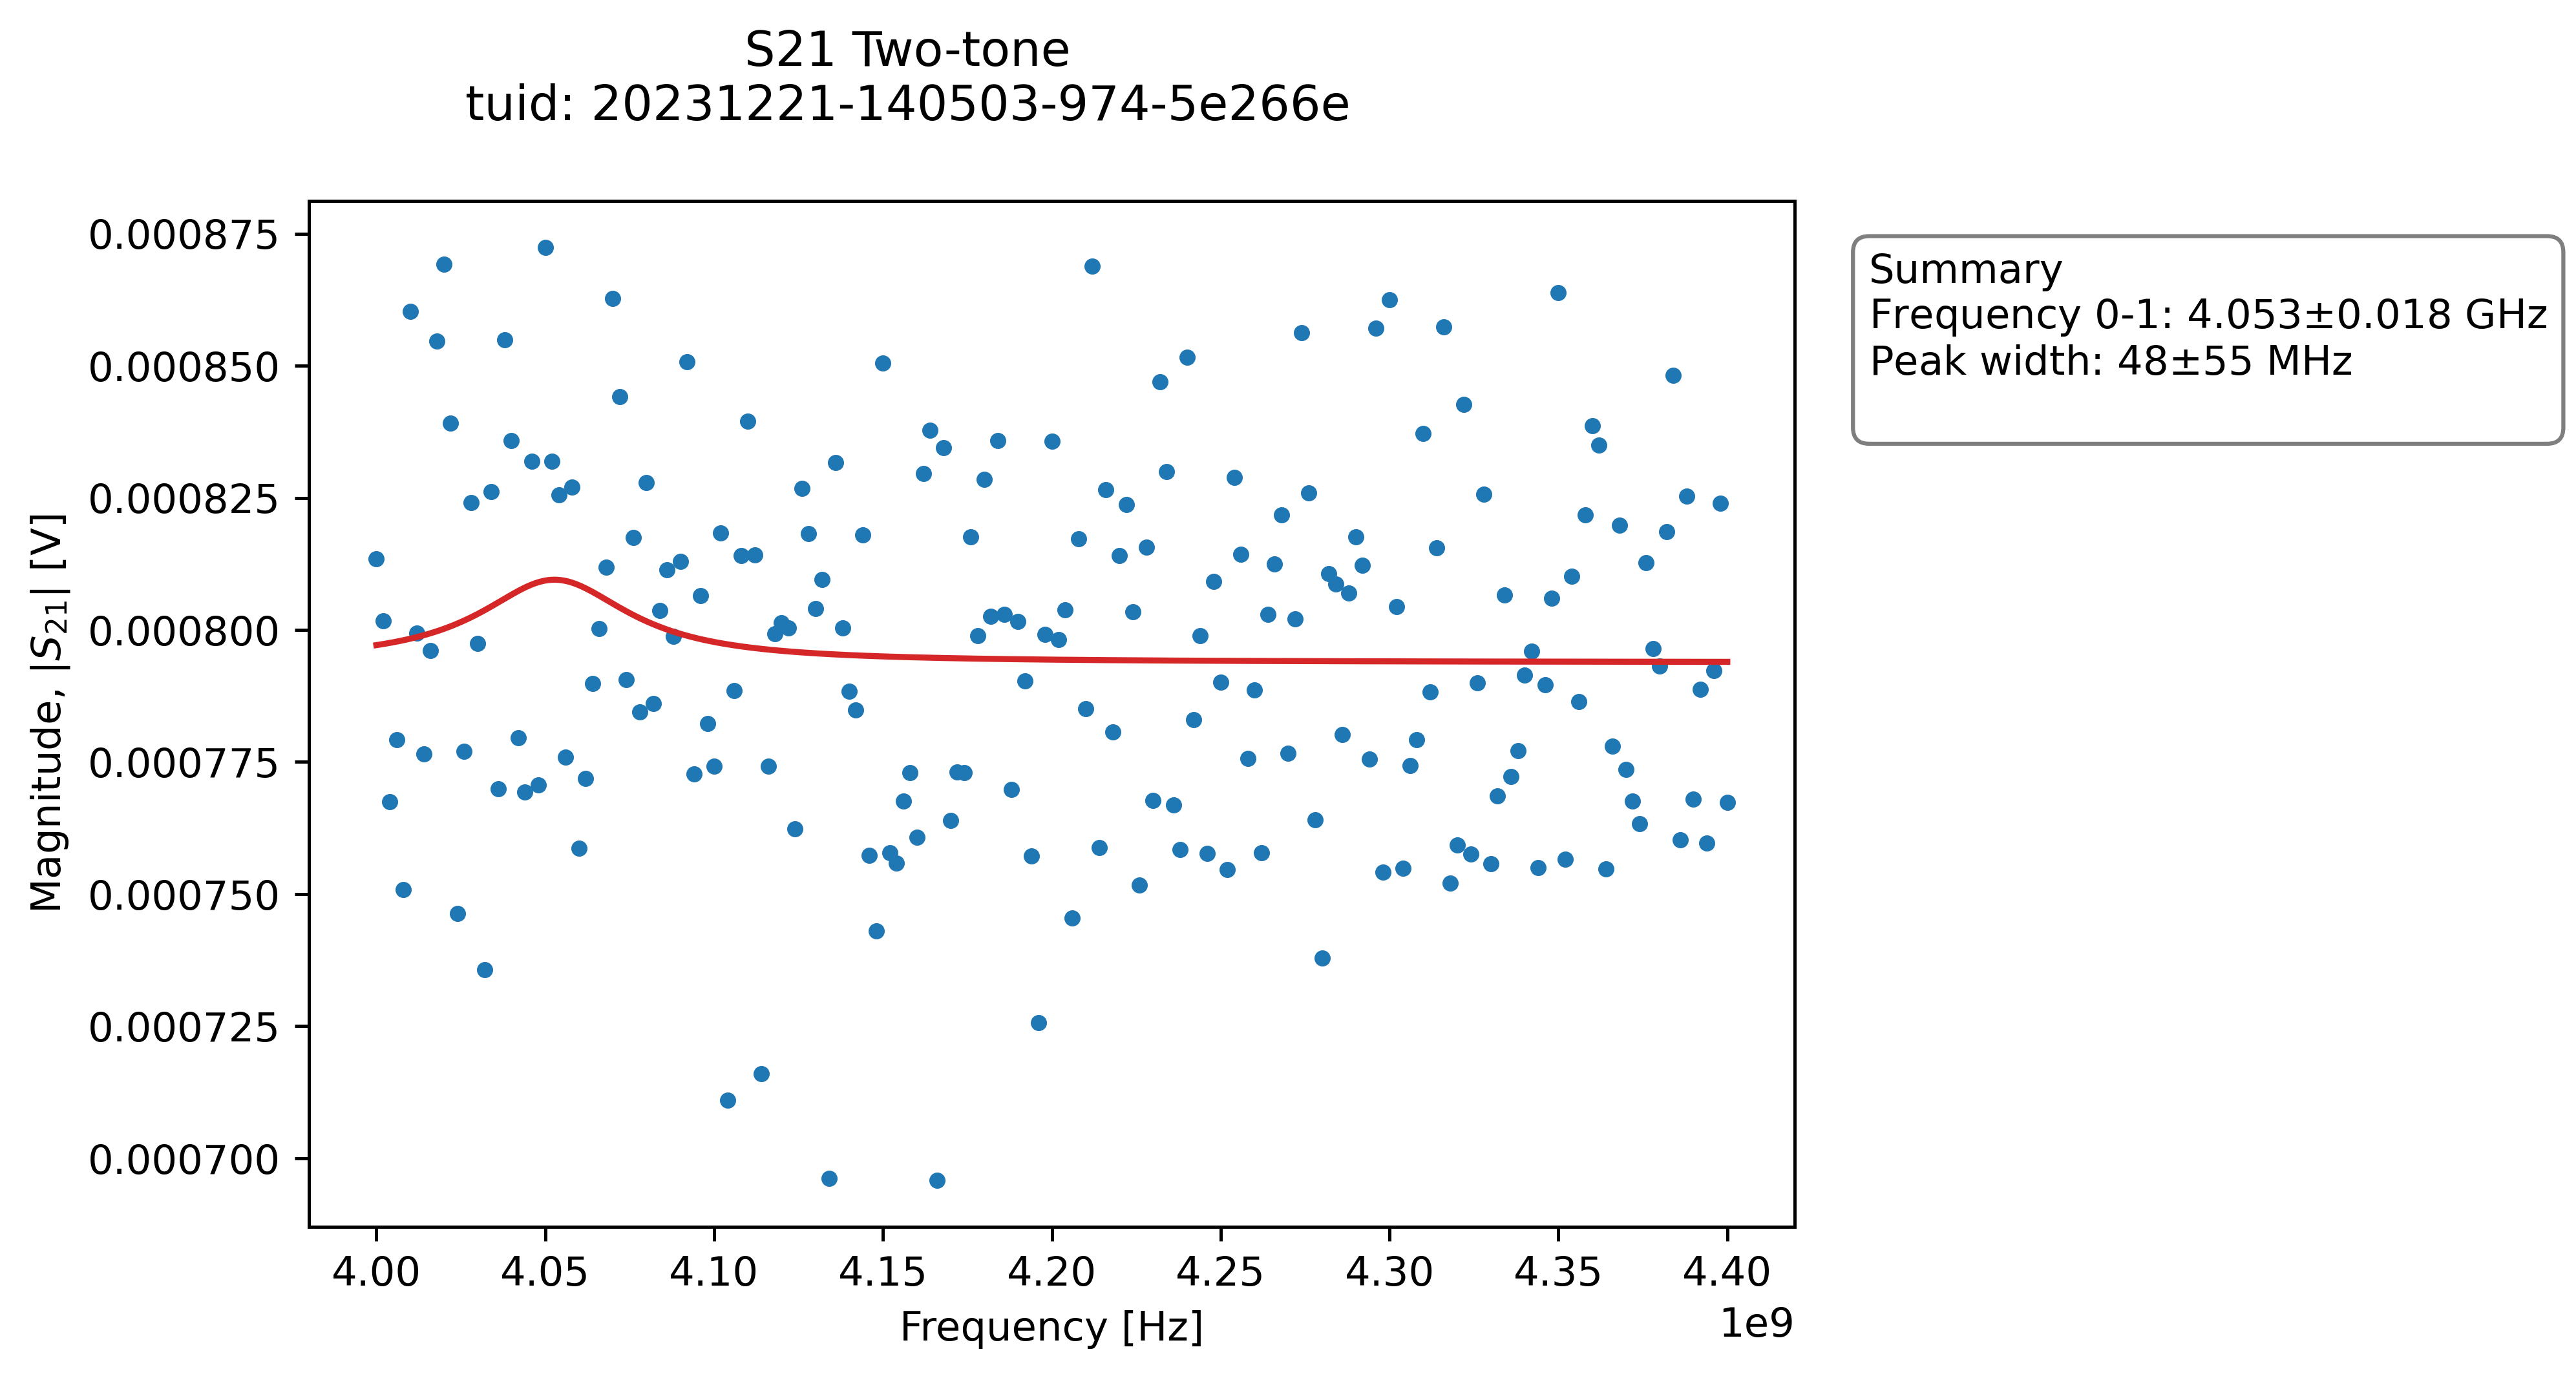 S21 Two-tone
tuid: 20231221-140503-974-5e266e
0.000875
0.000850
0.000825
0.000800
0.000775
0.000750
0.000725
0.000700
Magnitude, |S21| [V]
4.00 4.05 4.10 4.15 4.20 4.25 4.30 4.35 4.40
1e9
Frequency [Hz]
Summary
Frequency 0-1: 4.053±0.018 GHz
Peak width: 48±55 MHz